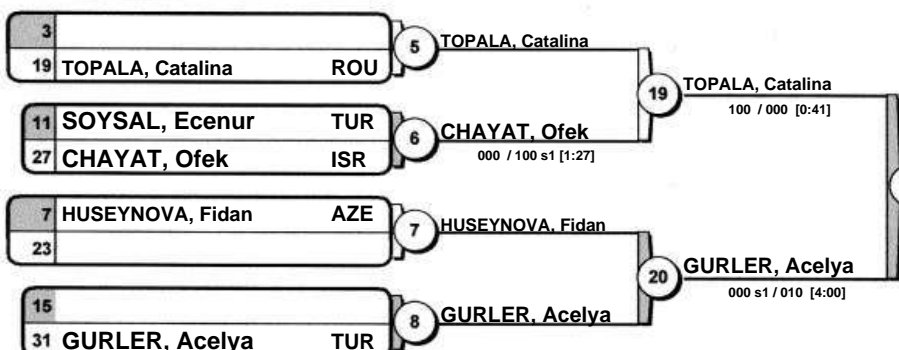 3
19 TOPALA, Catalina ROU
5
TOPALA, Catalina
11 SOYSAL, Ecenur TUR
27 CHAYAT, Ofek ISR
6
CHAYAT, Ofek
000 / 100 s1 [1:27]
19
TOPALA, Catalina
100 / 000 [0:41]
7 HUSEYNOVA, Fidan AZE
23
7
HUSEYNOVA, Fidan
15
31 GURLER, Acelya TUR
8
GURLER, Acelya
20
GURLER, Acelya
000 s1 / 010 [4:00]